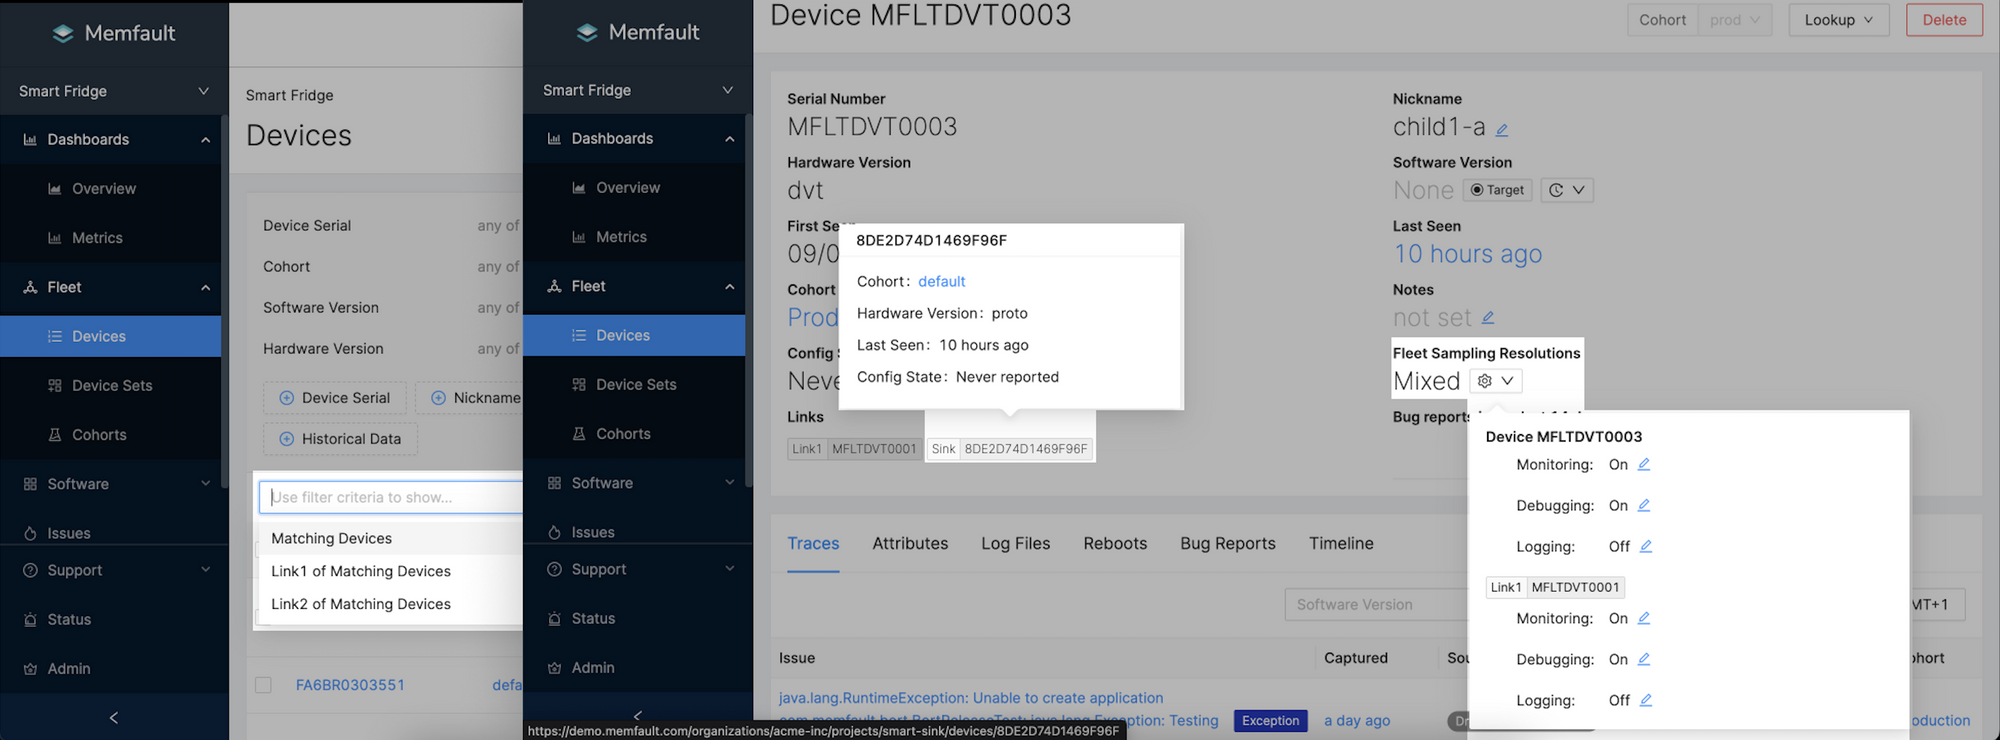 Memfault
Smart Fridge
Dashboards
Overview
Metrics
Fleet
Devices
Device Sets
Cohorts
Software
Issues
Support
Status
Admin
Smart Fridge
Devices
Device Serial any of
Cohort any of
Software Version any of
Hardware Version any of
Device Serial Nickname
Historical Data
Use filter criteria to show...
Matching Devices
Link1 of Matching Devices
Link2 of Matching Devices
FA6BR0303551 defa
Memfault
Smart Fridge
Dashboards
Overview
Metrics
Fleet
Devices
Device Sets
Cohorts
Software
Issues
Support
Status
Admin
https://demo.memfault.com/organizations/acme-inc/projects/smart-sink/devices/8DE2D74D1469F96F
Device MFLTDVT0003
Cohort prod Lookup Delete
Serial Number
MFLTDVT0003
Hardware Version
dvt
First See
09/0
Cohort
Prod
Config S
Neve
Links
Link1 MFLTDVT0001 Sink 8DE2D74D1469F96F
8DE2D74D1469F96F
Cohort: default
Hardware Version: proto
Last Seen: 10 hours ago
Config State: Never reported
Nickname
child1-a
Software Version
None Target
Last Seen
10 hours ago
Notes
not set
Fleet Sampling Resolutions
Mixed
Bug reports
Device MFLTDVT0003
Monitoring: On
Debugging: On
Logging: Off
Link1 MFLTDVT0001
Monitoring: On
Debugging: On
Logging: Off
Traces Attributes Log Files Reboots Bug Reports Timeline
Software Version MT+1
Issue Captured Sou ohort
java.lang.RuntimeException: Unable to create application
com.memfault.bort.BortReleaseTest: java.lang.Exception: Testing Exception a day ago Dr oduction